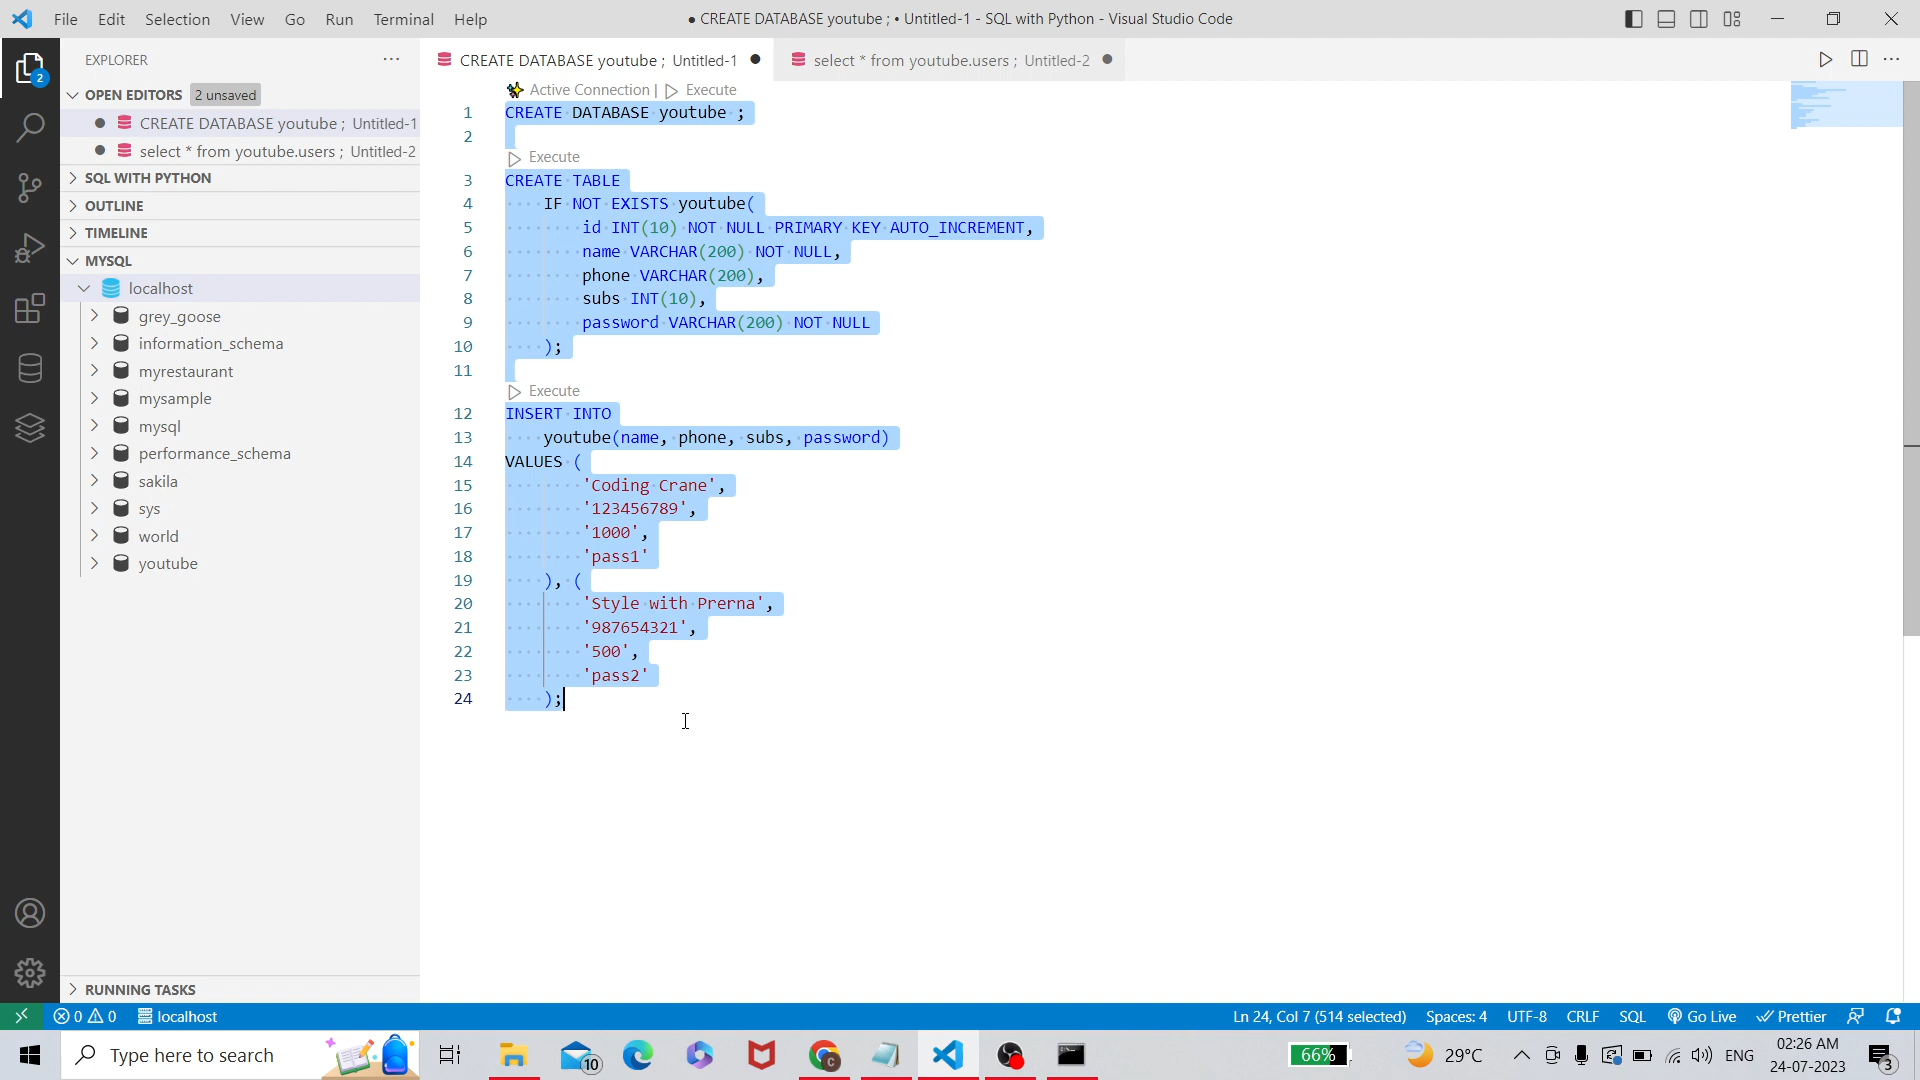 File Edit Selection View Go Run Terminal Help
● CREATE DATABASE youtube ; • Untitled-1 - SQL with Python - Visual Studio Code
2
EXPLORER
OPEN EDITORS 2 unsaved
CREATE DATABASE youtube ; Untitled-1
select * from youtube.users ; Untitled-2
SQL WITH PYTHON
OUTLINE
TIMELINE
MYSQL
localhost
grey_goose
information_schema
myrestaurant
mysample
mysql
performance_schema
sakila
sys
world
youtube
RUNNING TASKS
CREATE DATABASE youtube ; Untitled-1 ●
select * from youtube.users ; Untitled-2 ●
Active Connection | Execute
1 CREATE DATABASE youtube ;
2
Execute
3 CREATE TABLE
4 IF NOT EXISTS youtube(
5 id INT(10) NOT NULL PRIMARY KEY AUTO_INCREMENT,
6 name VARCHAR(200) NOT NULL,
7 phone VARCHAR(200),
8 subs INT(10),
9 password VARCHAR(200) NOT NULL
10 );
11
Execute
12 INSERT INTO
13 youtube(name, phone, subs, password)
14 VALUES (
15 'Coding Crane',
16 '123456789',
17 '1000',
18 'pass1'
19 ), (
20 'Style with Prerna',
21 '987654321',
22 '500',
23 'pass2'
24 );
0 0 localhost
Ln 24, Col 7 (514 selected) Spaces: 4 UTF-8 CRLF SQL Go Live Prettier
Type here to search
10
66%
29°C
ENG
02:26 AM
24-07-2023
3